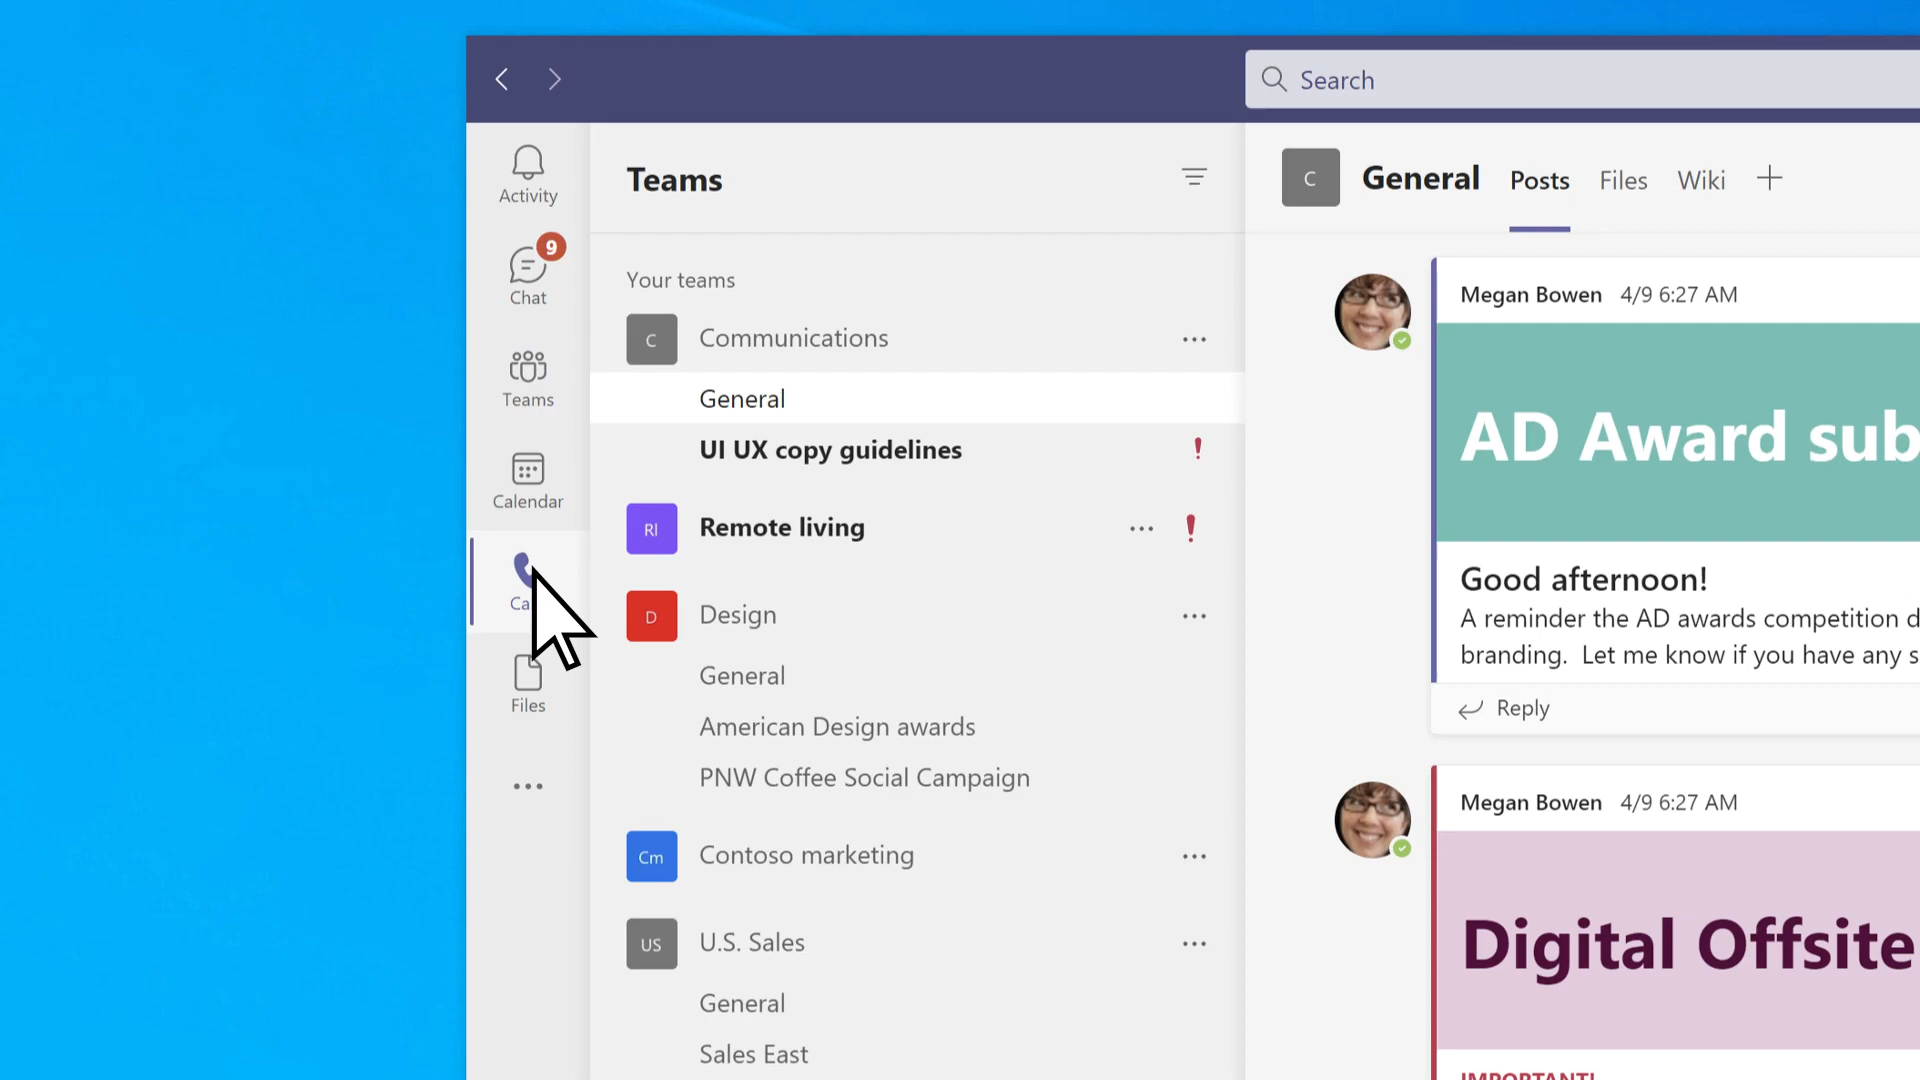 Search
Activity
9
Chat
Teams
Calendar
Ca
Files
Teams
Your teams
C
Communications
General
UI UX copy guidelines
Rl
Remote living
D
Design
General
American Design awards
PNW Coffee Social Campaign
Cm
Contoso marketing
US
U.S. Sales
General
Sales East
C
General
Posts
Files
Wiki
Megan Bowen 4/9 6:27 AM
AD Award sub
Good afternoon!
A reminder the AD awards competition d
branding. Let me know if you have any s
Reply
Megan Bowen 4/9 6:27 AM
Digital Offsite
IMPORTANT!